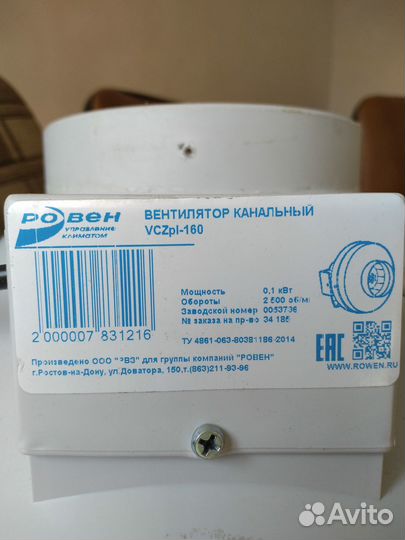 РОВЕН
УПРАВЛЕНИЕ
КЛИМАТОМ
ВЕНТИЛЯТОР КАНАЛЬНЫЙ
VCZpl-160
Мощность 0,1 кВт
Обороты 2 500 об/м
Заводской номер 0053736
№ заказа на пр-во 34 185
2 000007 831216
ТУ 4861-063-80381186-2014
Произведено ООО "РВЗ" для группы компаний "РОВЕН"
г.Ростов-на-Дону, ул.Доватора, 150,т.(863)211-93-96
EAC
WWW.ROWEN.RU
Avito